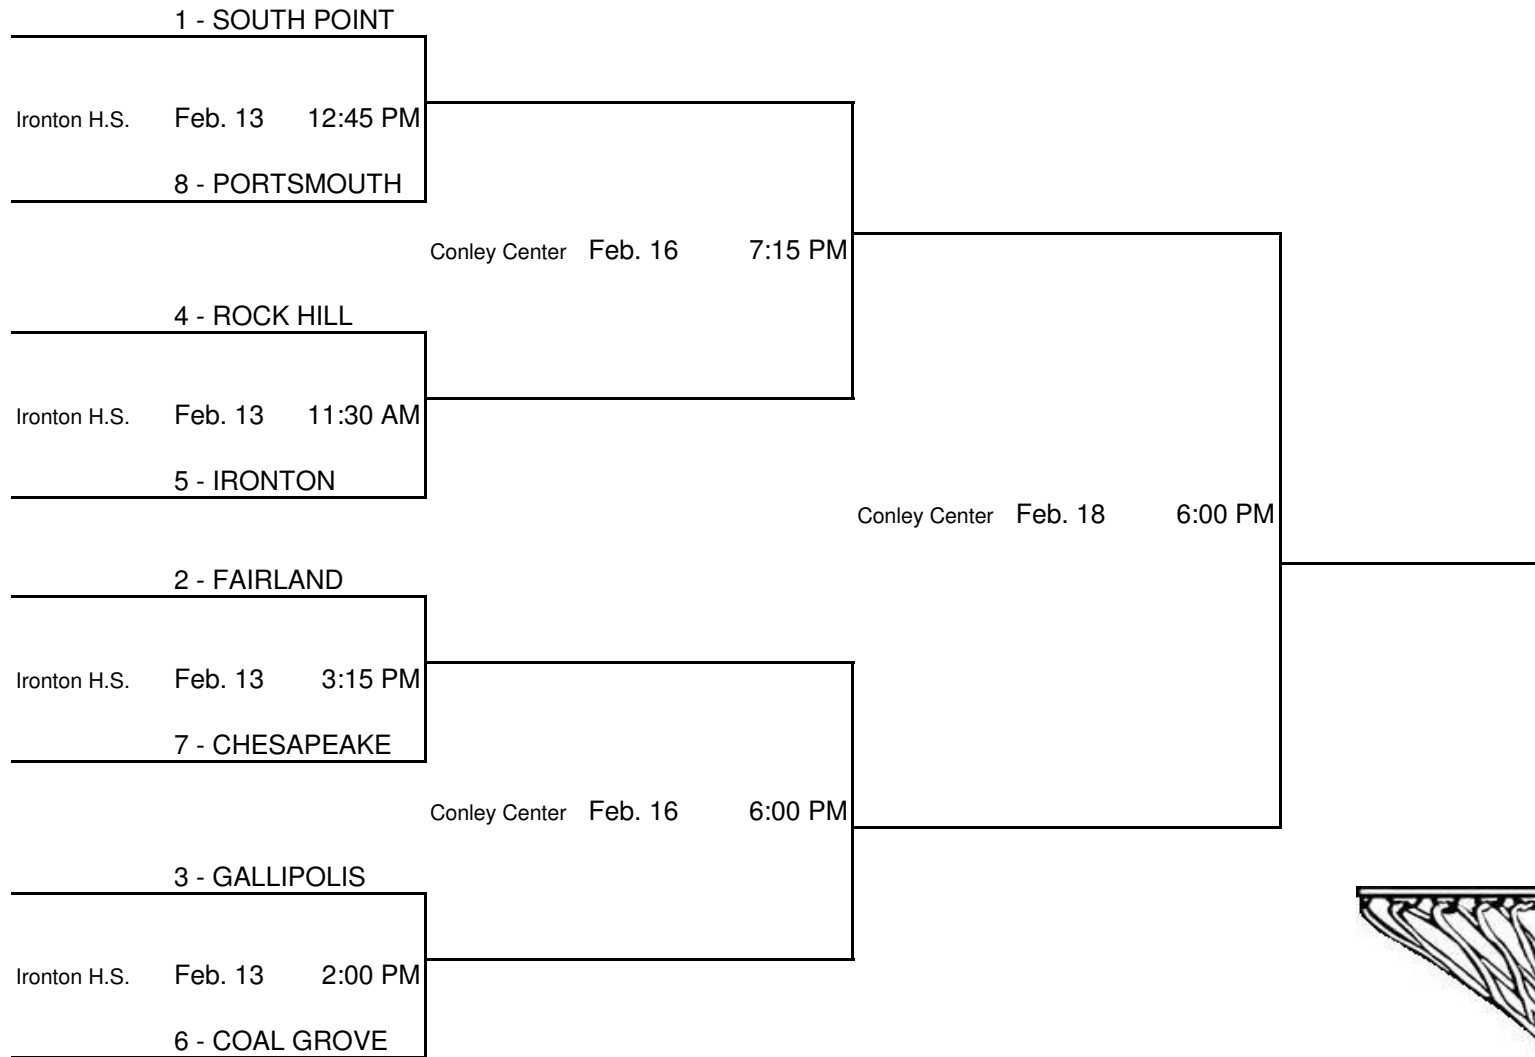 1 - SOUTH POINT
Ironton H.S. Feb. 13 12:45 PM
8 - PORTSMOUTH
Conley Center Feb. 16 7:15 PM
4 - ROCK HILL
Ironton H.S. Feb. 13 11:30 AM
5 - IRONTON
Conley Center Feb. 18 6:00 PM
2 - FAIRLAND
Ironton H.S. Feb. 13 3:15 PM
7 - CHESAPEAKE
Conley Center Feb. 16 6:00 PM
3 - GALLIPOLIS
Ironton H.S. Feb. 13 2:00 PM
6 - COAL GROVE